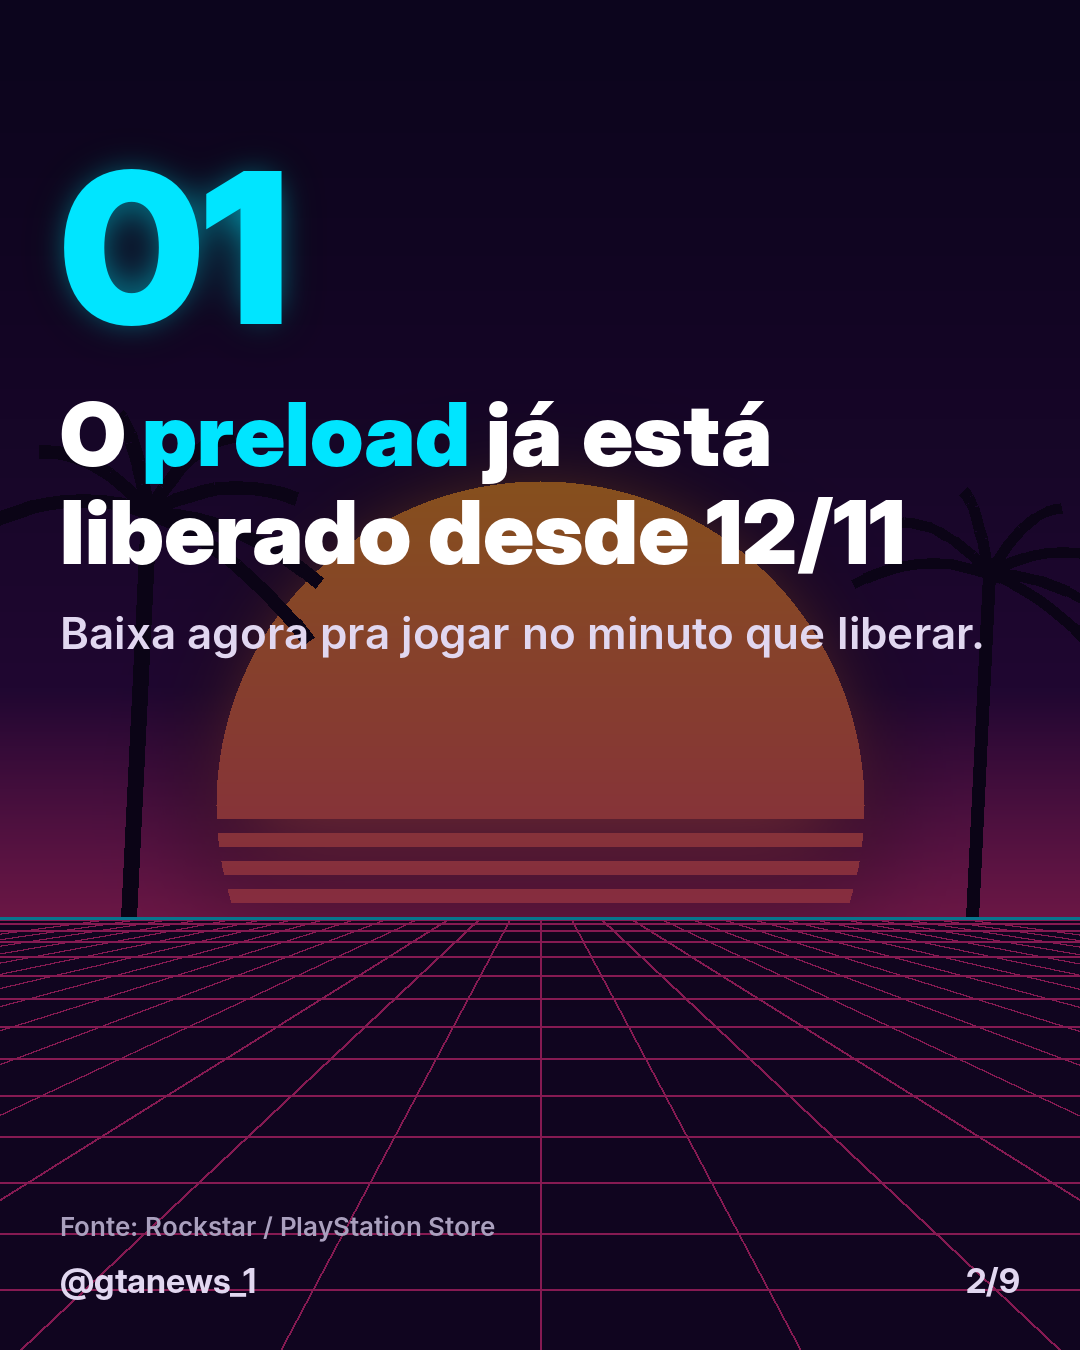 01
O preload já está
liberado desde 12/11
Baixa agora pra jogar no minuto que liberar.
Fonte: Rockstar / PlayStation Store
@gtanews_1
2/9